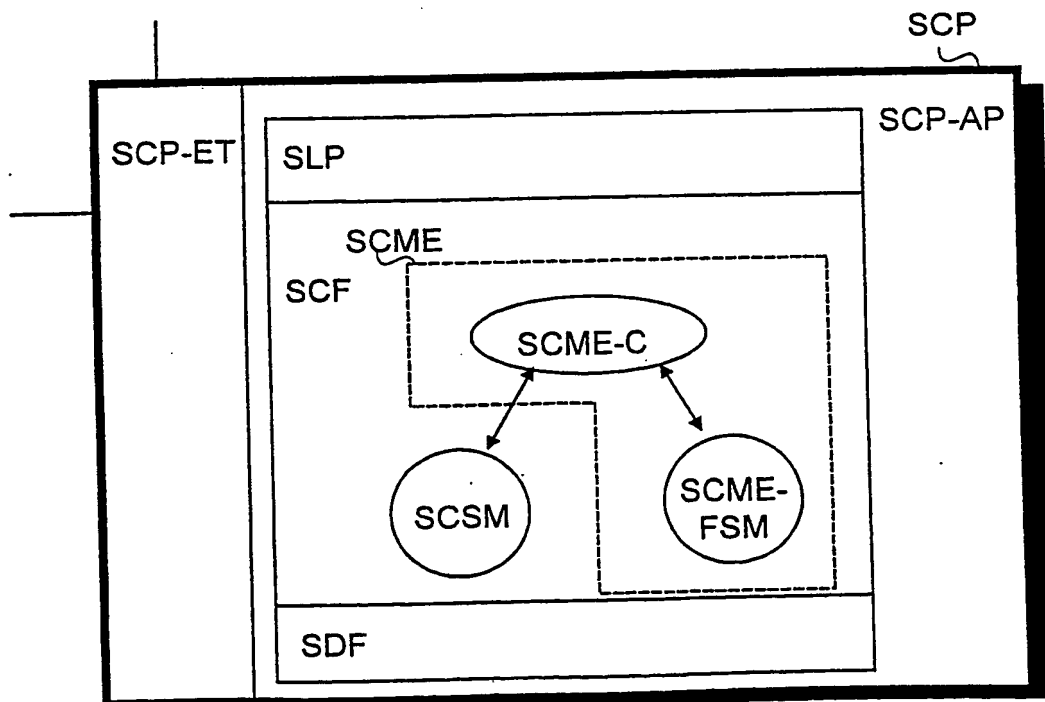 SCP
SCP-AP
SCP-ET
SLP
SCME
SCF
SCME-C
SCSM
SCME-
FSM
SDF